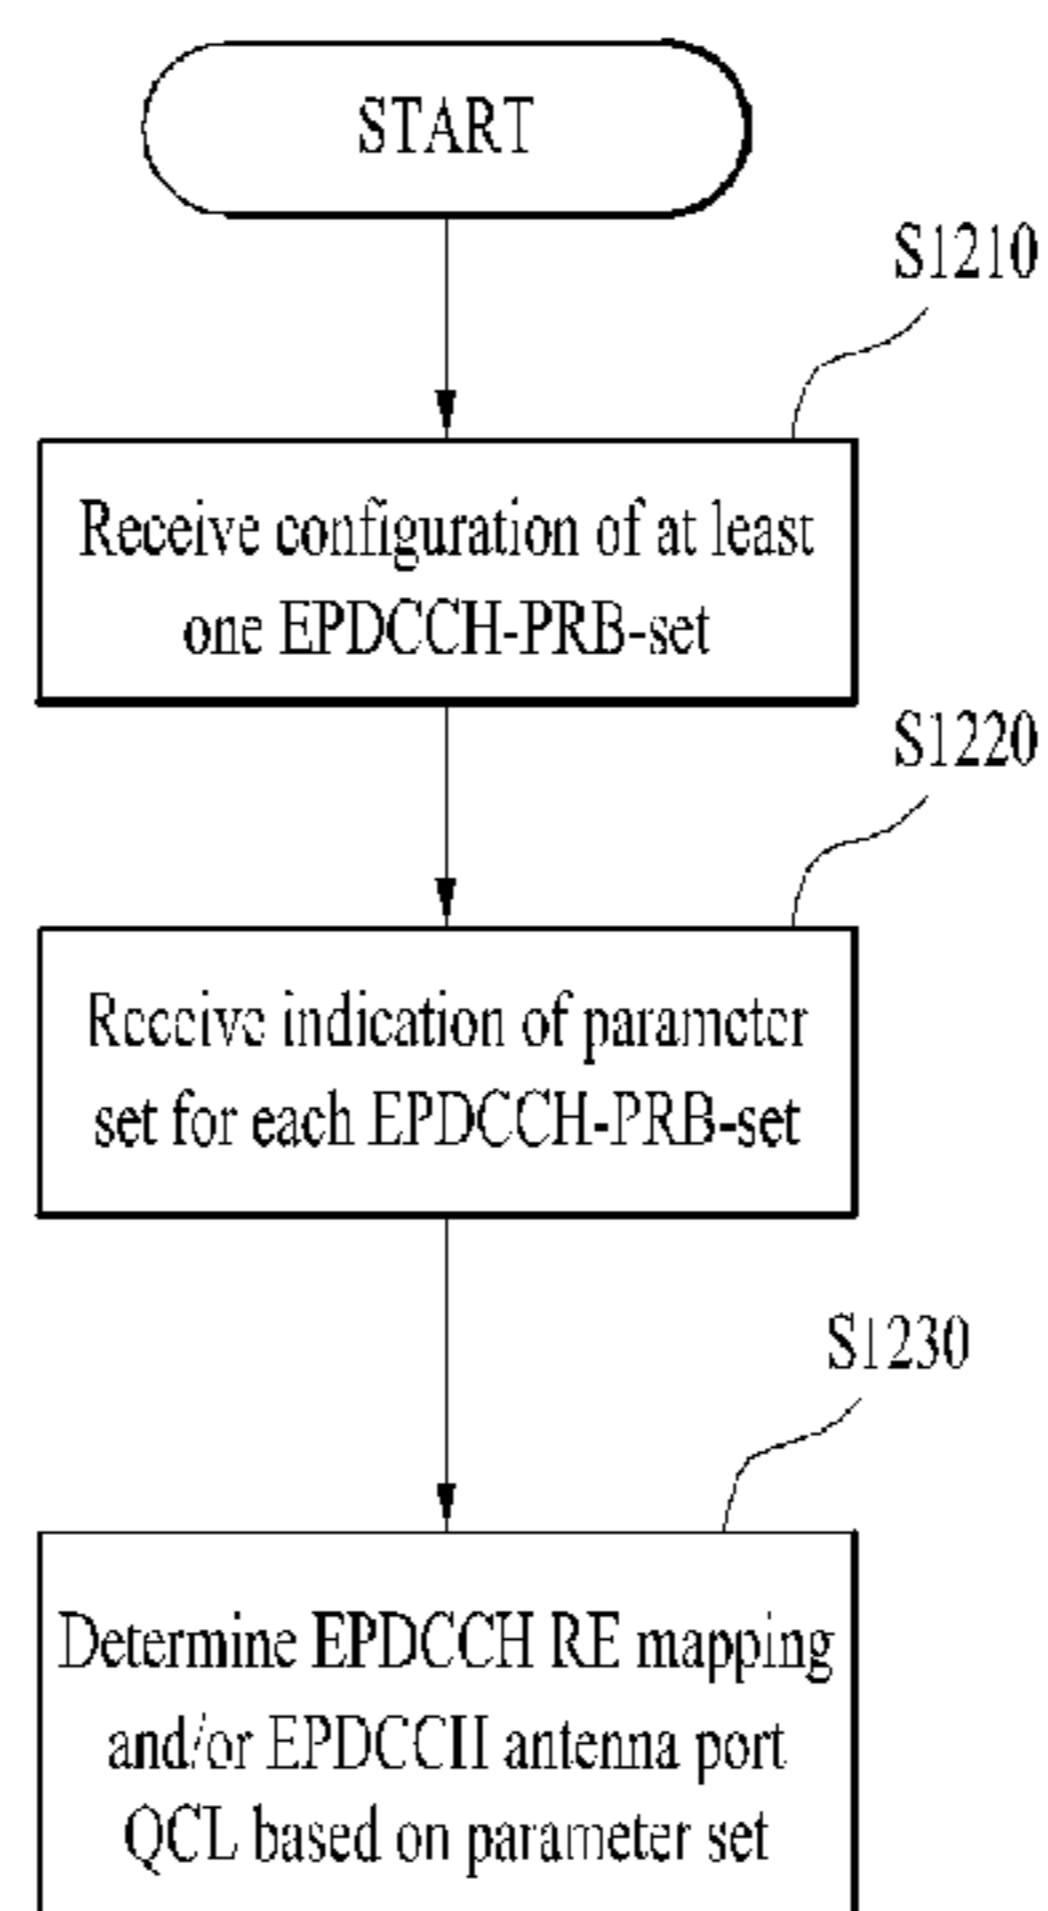 START
S1210
Receive configuration of at least
one EPDCCH-PRB-set
S1220
Receive indication of parameter
set for each EPDCCH-PRB-set
S1230
Determine EPDCCH RE mapping
and/or EPDCCH antenna port
QCL based on parameter set